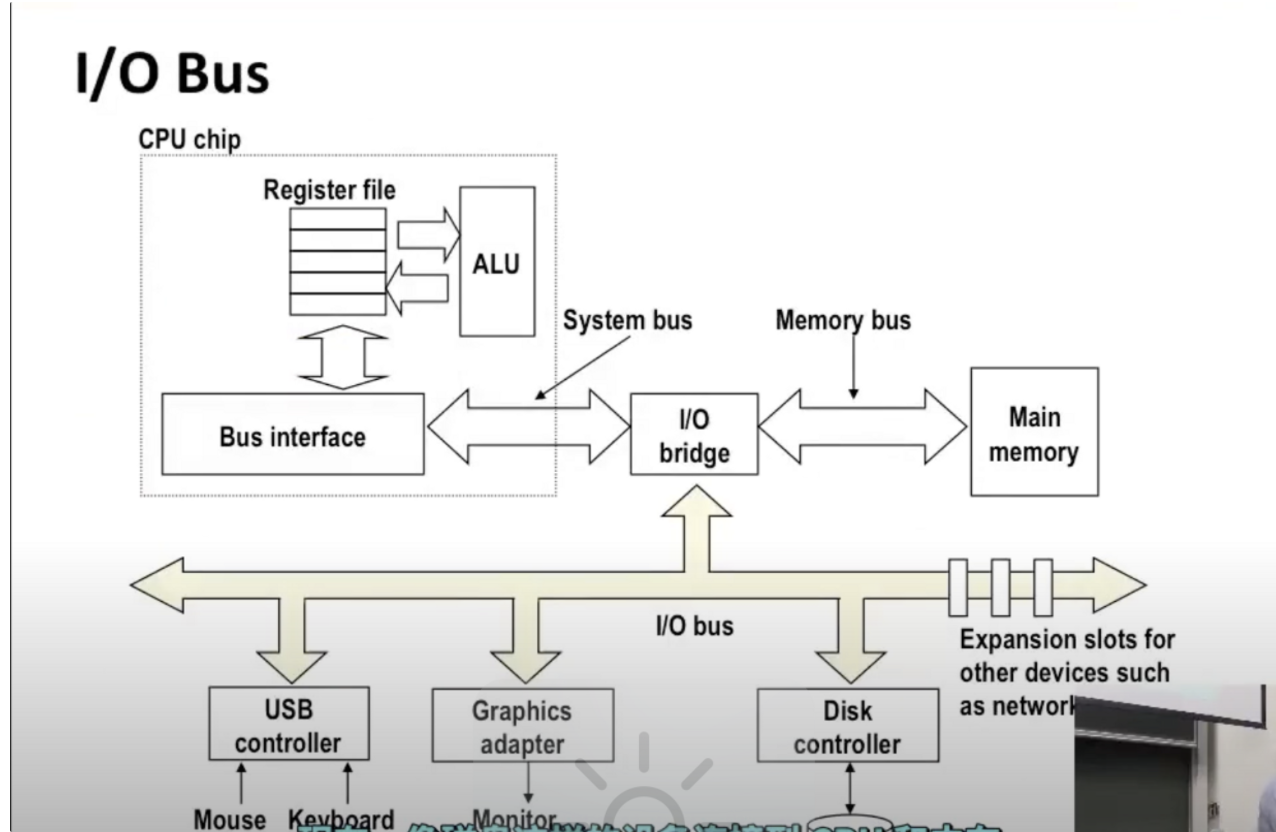 I/O Bus
CPU chip
Register file
ALU
System bus
Memory bus
Bus interface
I/O
bridge
Main
memory
I/O bus
Expansion slots for
other devices such
as network
USB
controller
Graphics
adapter
Disk
controller
Mouse
Keyboard
Monitor